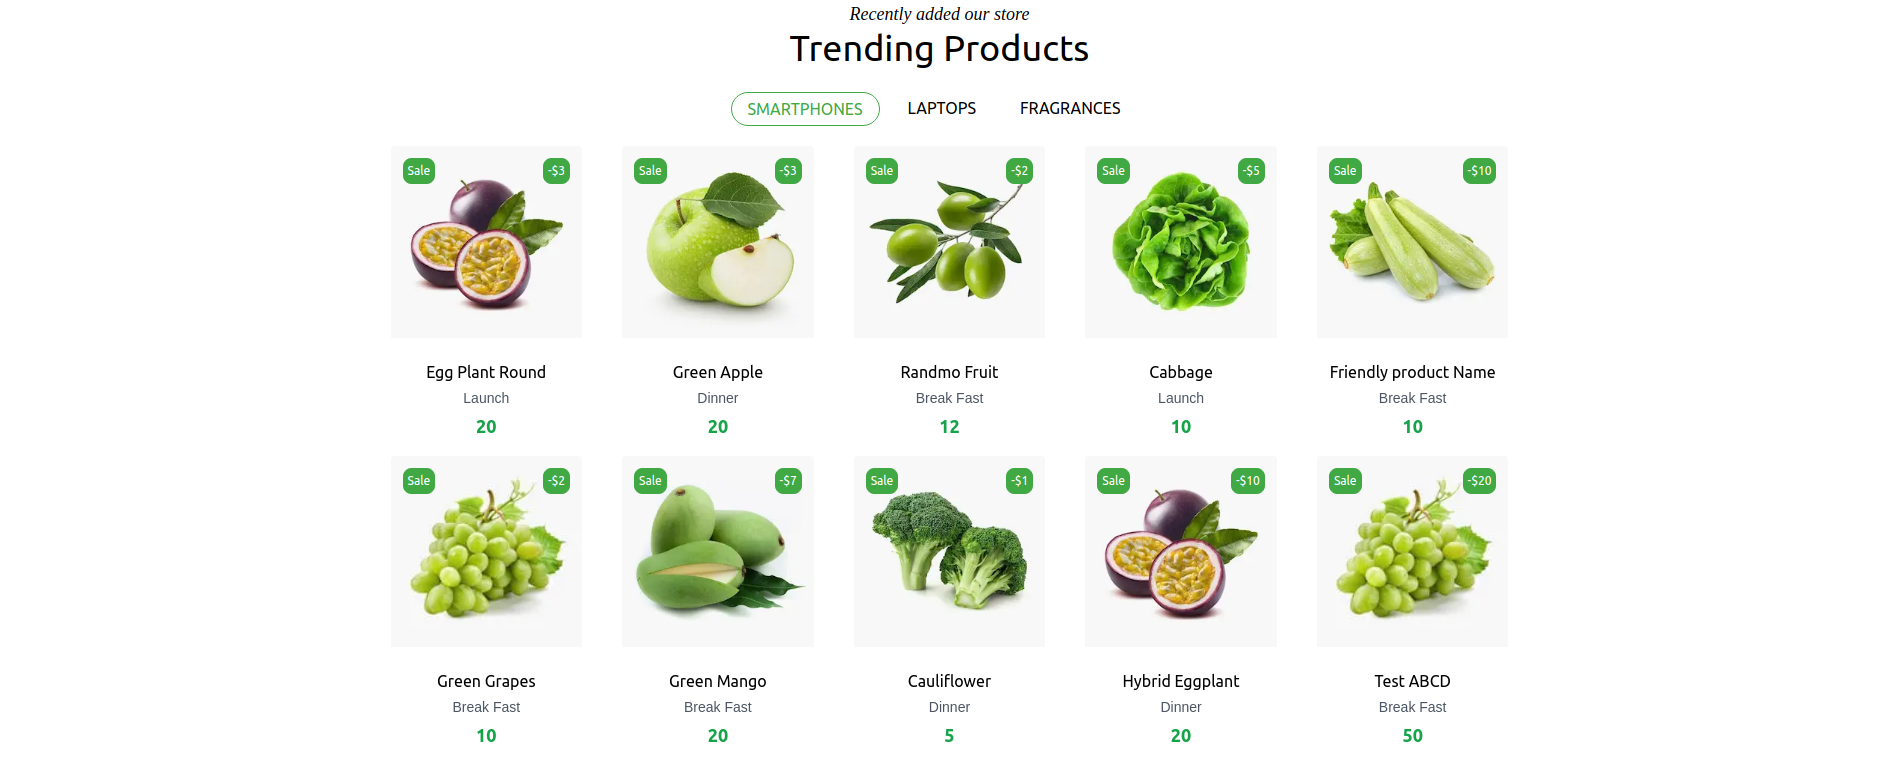 Recently added our store
Trending Products
SMARTPHONES LAPTOPS FRAGRANCES
Sale -$3 Sale -$3 Sale -$2 Sale -$5 Sale -$10
Egg Plant Round Green Apple Randmo Fruit Cabbage Friendly product Name
Launch Dinner Break Fast Launch Break Fast
20 20 12 10 10
Sale -$2 Sale -$7 Sale -$1 Sale -$10 Sale -$20
Green Grapes Green Mango Cauliflower Hybrid Eggplant Test ABCD
Break Fast Break Fast Dinner Dinner Break Fast
10 20 5 20 50